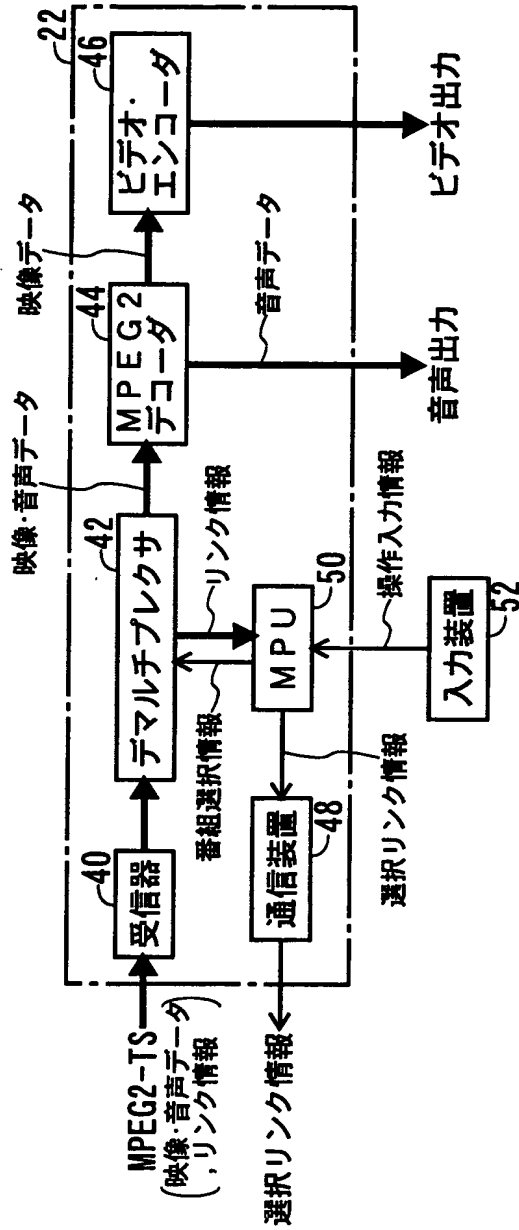 22
MPEG2-TS
(映像・音声データ
,リンク情報)
40
受信器
42
デマルチプレクサ
映像・音声データ
44
MPEG2
デコーダ
映像データ
46
ビデオ・
エンコーダ
番組選択情報
リンク情報
音声データ
選択リンク情報
通信装置
48
選択リンク情報
MPU
50
操作入力情報
入力装置
52
音声出力
ビデオ出力